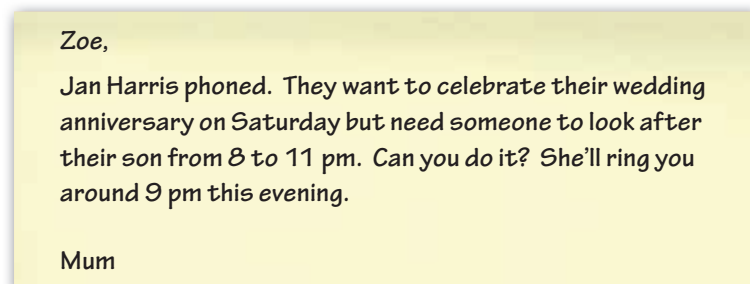 Zoe,
Jan Harris phoned. They want to celebrate their wedding
anniversary on Saturday but need someone to look after
their son from 8 to 11 pm. Can you do it? She'll ring you
around 9 pm this evening.
Mum